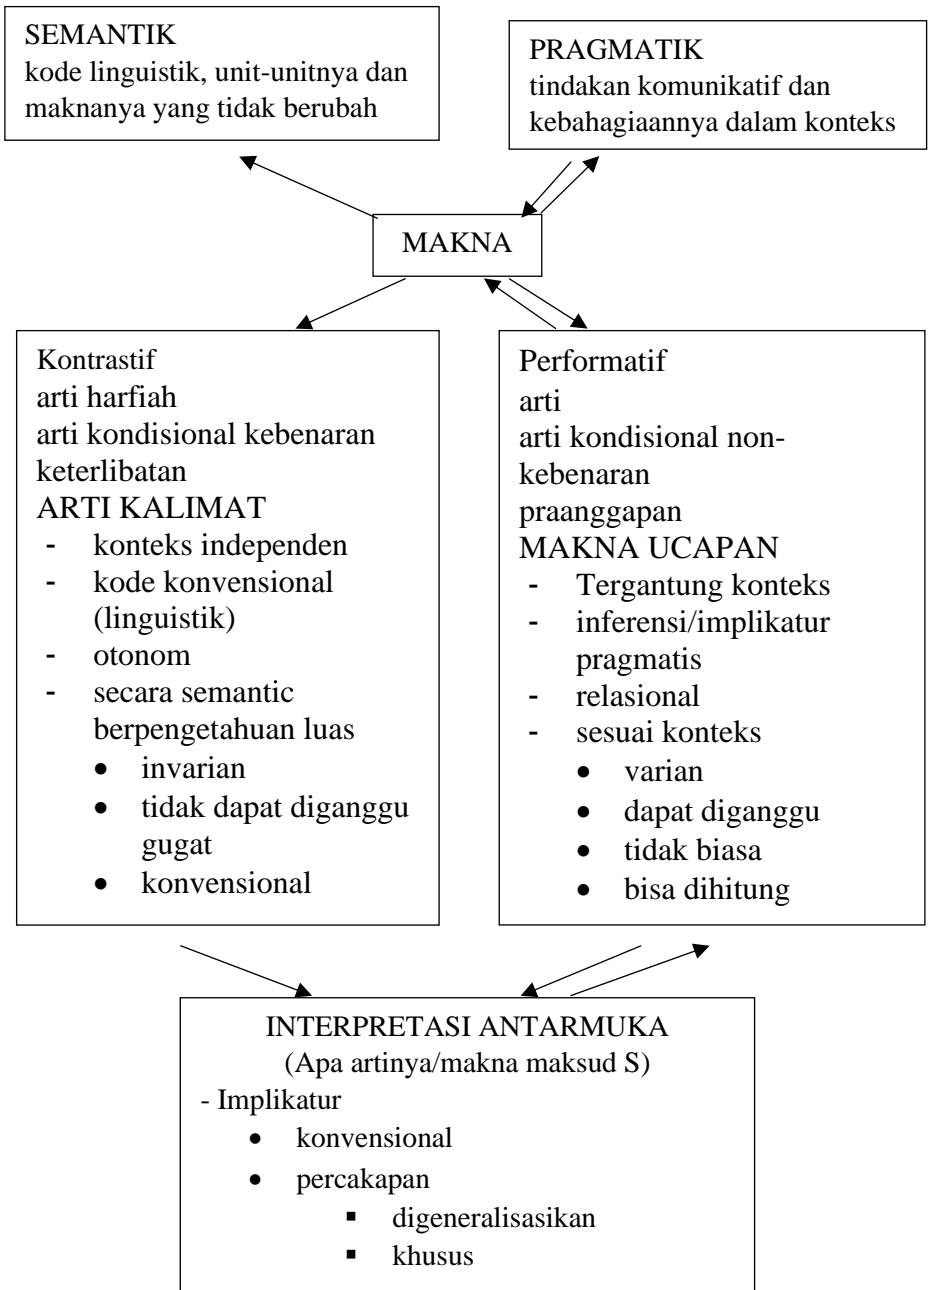 SEMANTIK
kode linguistik, unit-unitnya dan
maknanya yang tidak berubah
PRAGMATIK
tindakan komunikatif dan
kebahagiaannya dalam konteks
MAKNA
Kontrastif
arti harfiah
arti kondisional kebenaran
keterlibatan
ARTI KALIMAT
- konteks independen
- kode konvensional
(linguistik)
- otonom
- secara semantic
berpengetahuan luas
• invarian
• tidak dapat diganggu
gugat
• konvensional
Performatif
arti
arti kondisional non-
kebenaran
praanggapan
MAKNA UCAPAN
- Tergantung konteks
- inferensi/implikatur
pragmatis
- relasional
- sesuai konteks
• varian
• dapat diganggu
• tidak biasa
• bisa dihitung
INTERPRETASI ANTARMUKA
(Apa artinya/makna maksud S)
- Implikatur
• konvensional
• percakapan
▪ digeneralisasikan
▪ khusus